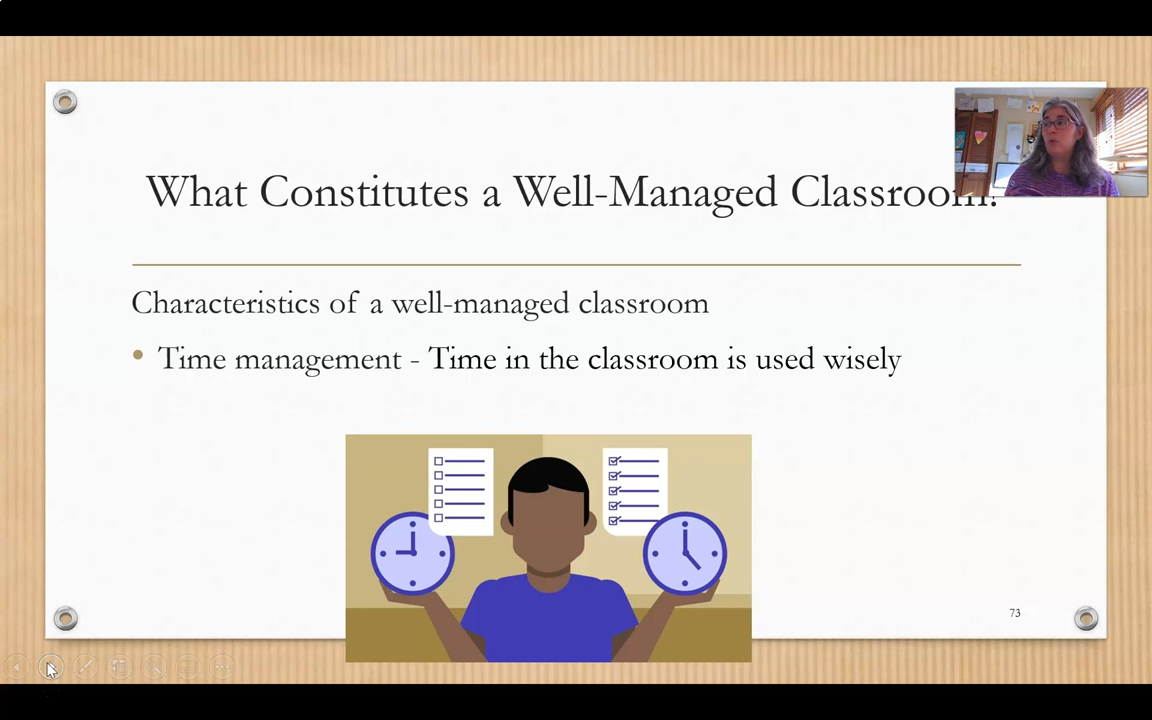 What Constitutes a Well-Managed Classroom?
Characteristics of a well-managed classroom
• Time management - Time in the classroom is used wisely
73